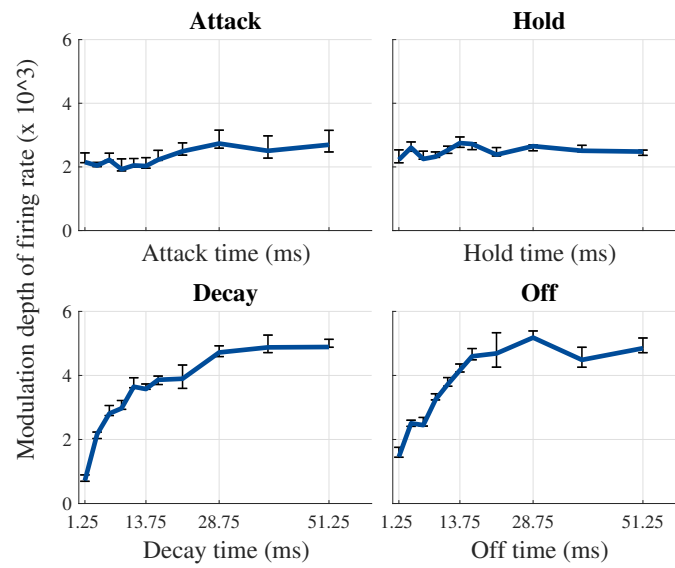 Attack
Hold
Modulation depth of firing rate (x 10^3)
6
4
2
0
Attack time (ms)
Hold time (ms)
Decay
Off
6
4
2
0
1.25 13.75 28.75 51.25
1.25 13.75 28.75 51.25
Decay time (ms)
Off time (ms)